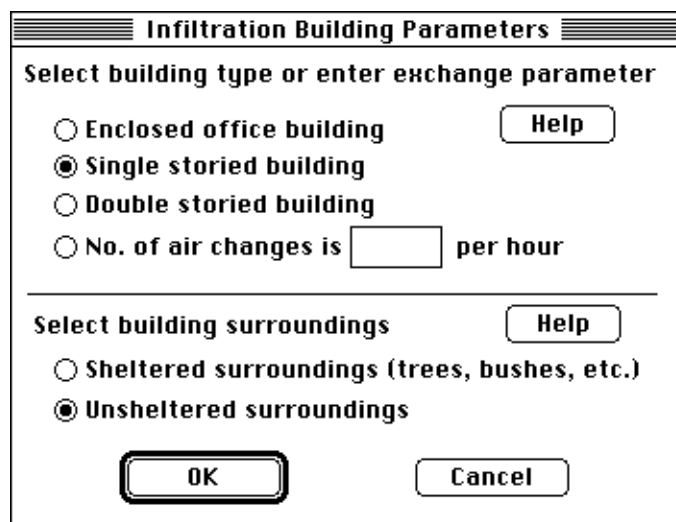 Infiltration Building Parameters
Select building type or enter exchange parameter
Enclosed office building
Help
Single storied building
Double storied building
No. of air changes is per hour
Select building surroundings
Help
Sheltered surroundings (trees, bushes, etc.)
Unsheltered surroundings
OK
Cancel